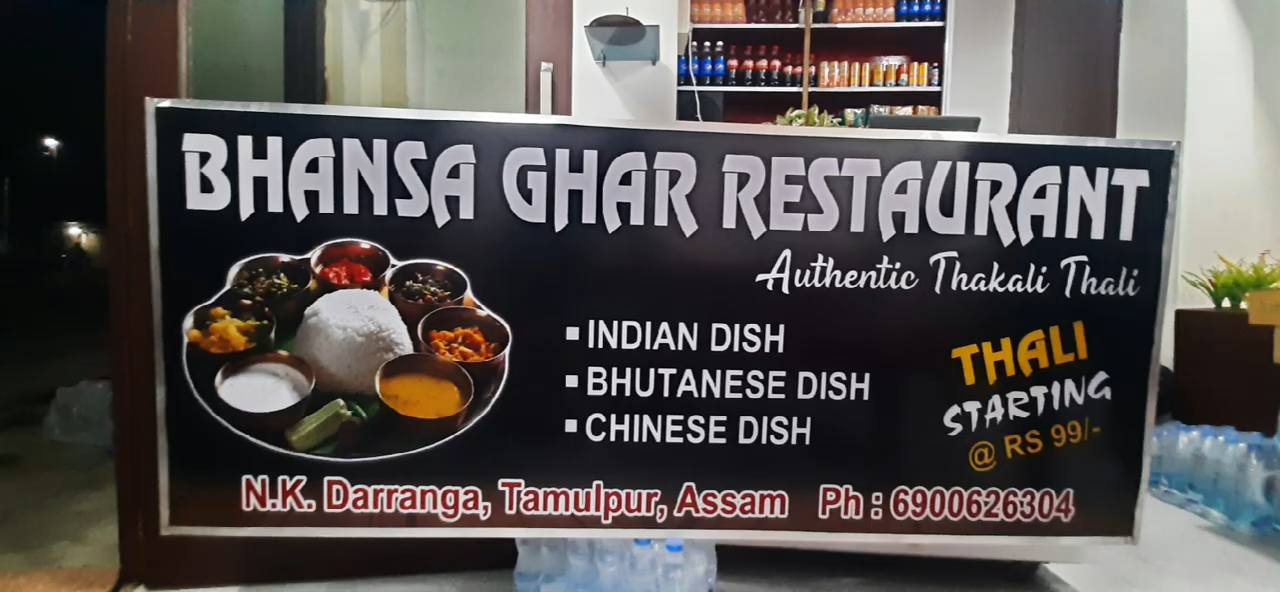 BHANSA GHAR RESTAURANT
Authentic Thakali Thali
▪ INDIAN DISH
▪ BHUTANESE DISH
▪ CHINESE DISH
THALI
STARTING
@ RS 99/-
N.K. Darranga, Tamulpur, Assam Ph : 6900626304